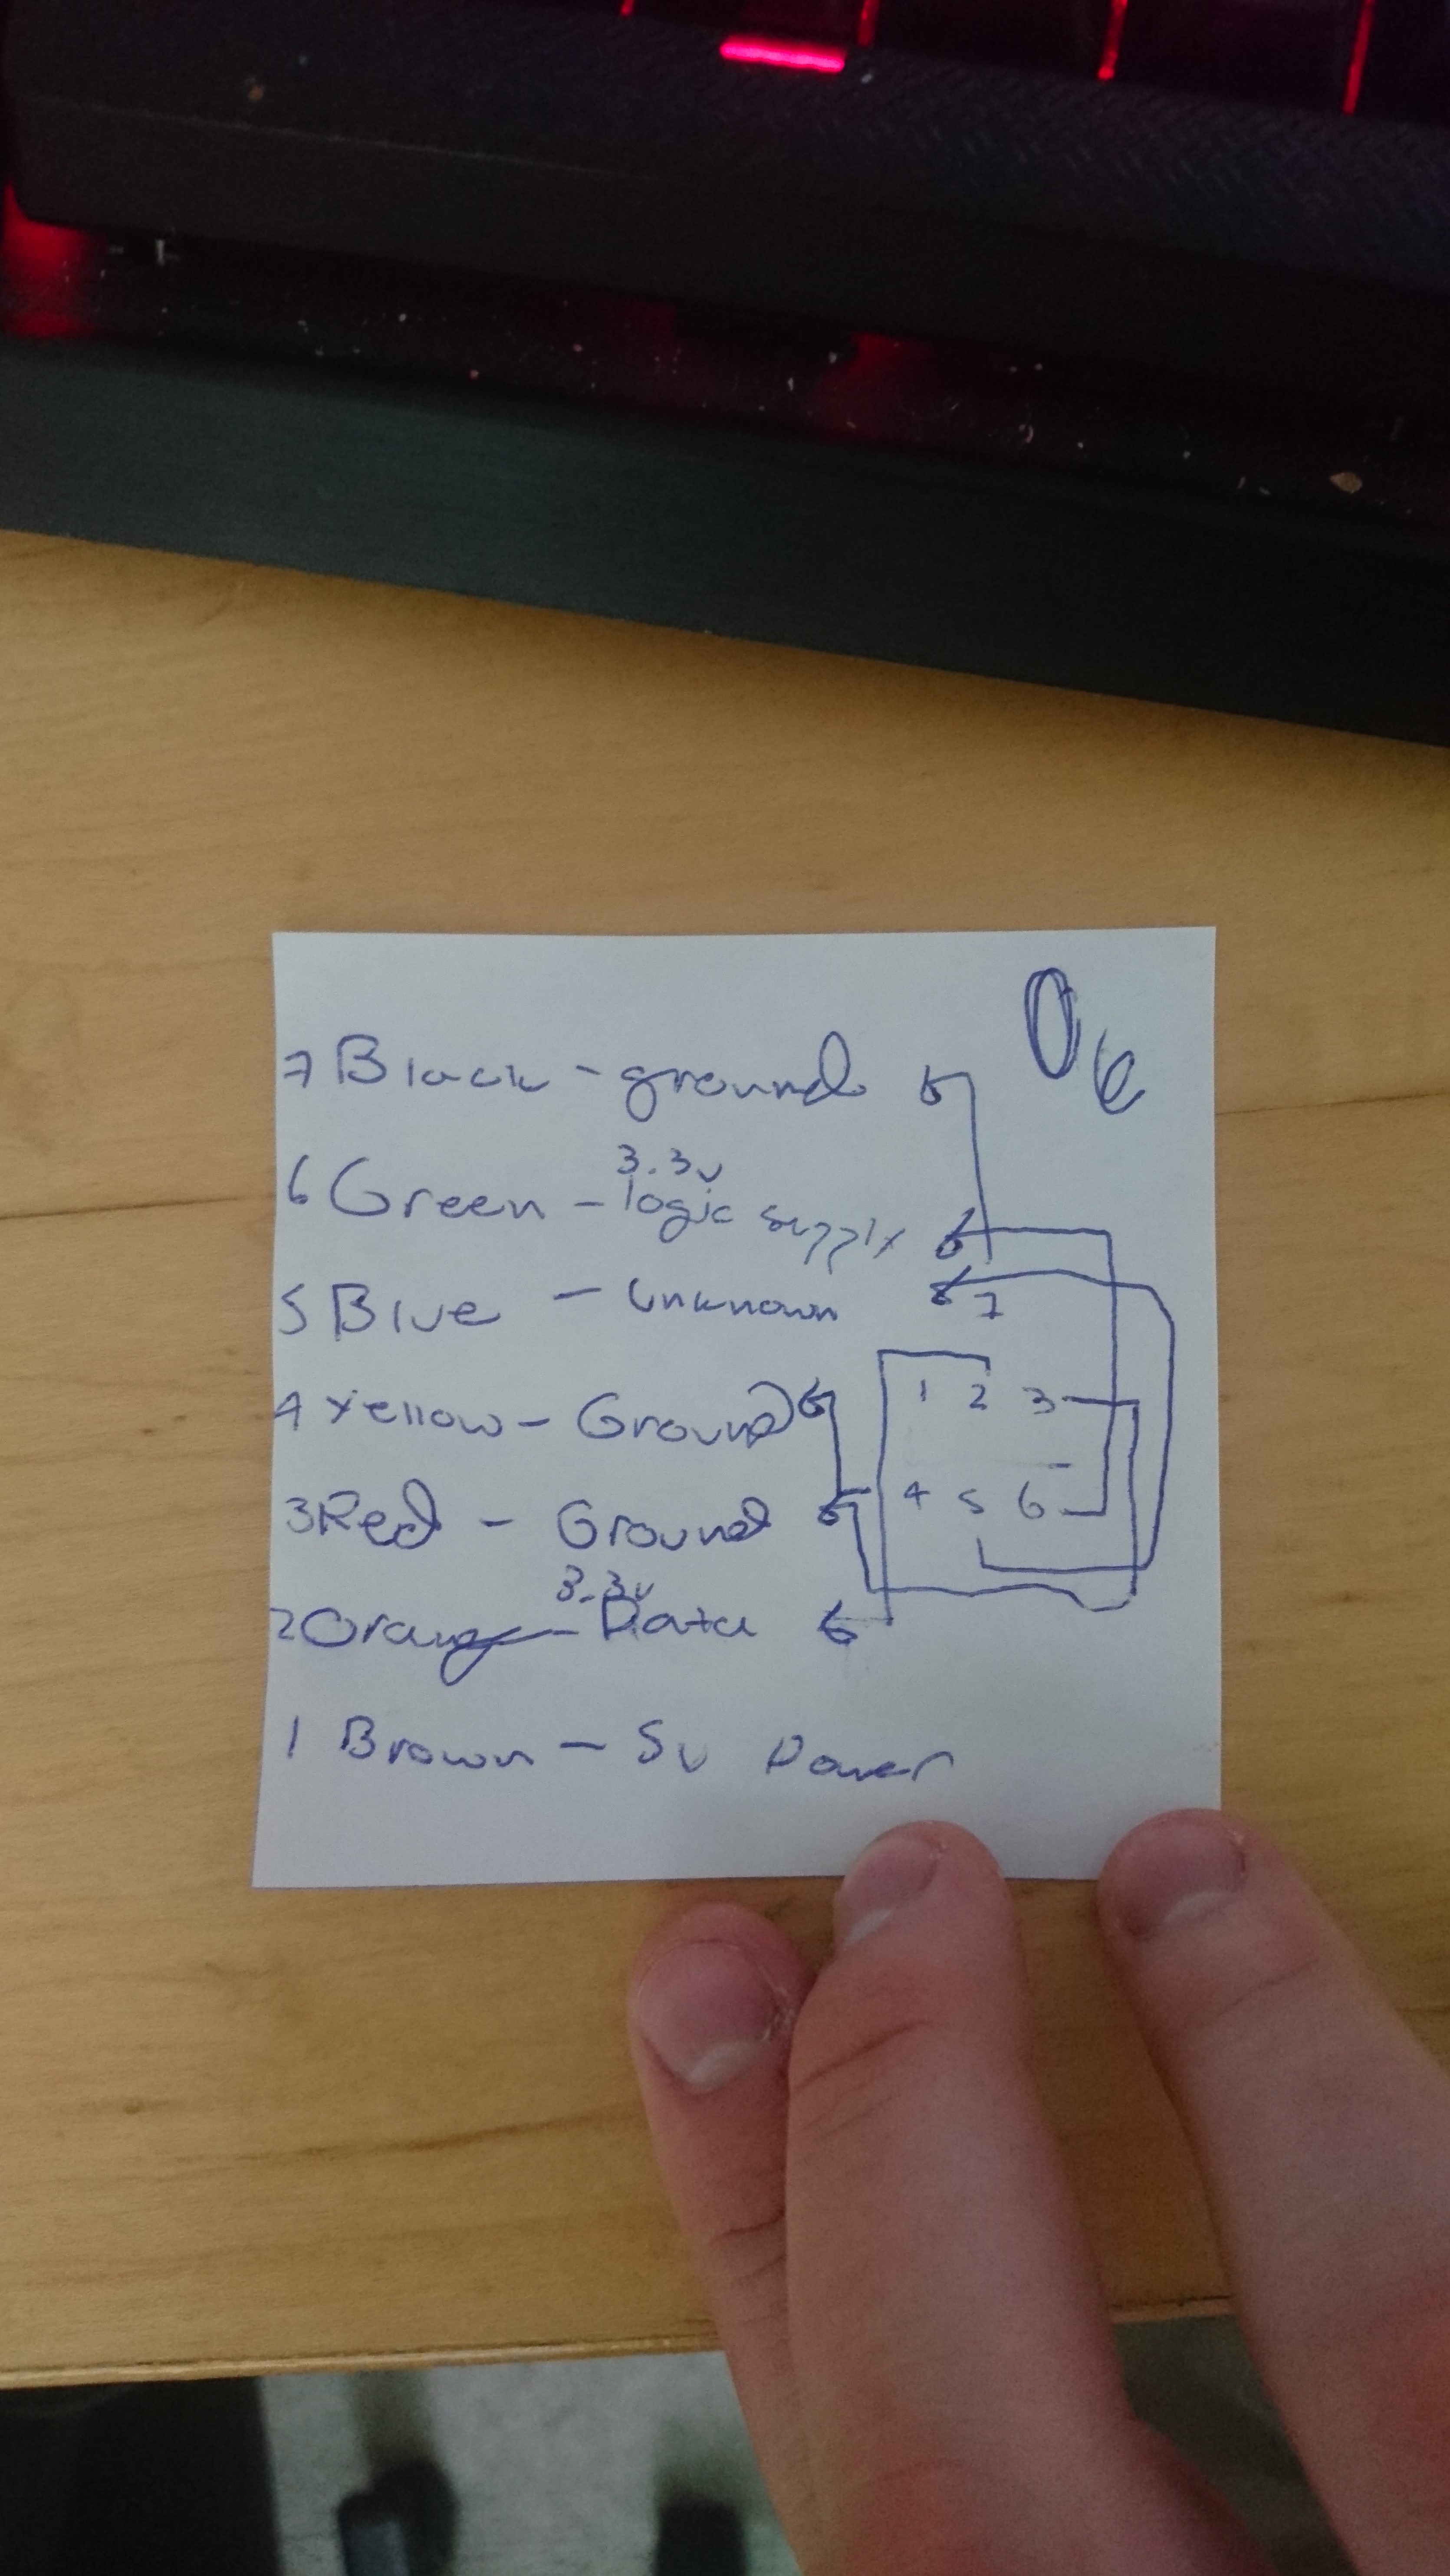 7 Black - ground
3.3v
6 Green - logic supply
5 Blue - Unknown
7
4 Yellow - Ground
1 2 3
3 Red - Ground
4 5 6
3.3v
2 Orange - Data
1 Brown - 5v Power